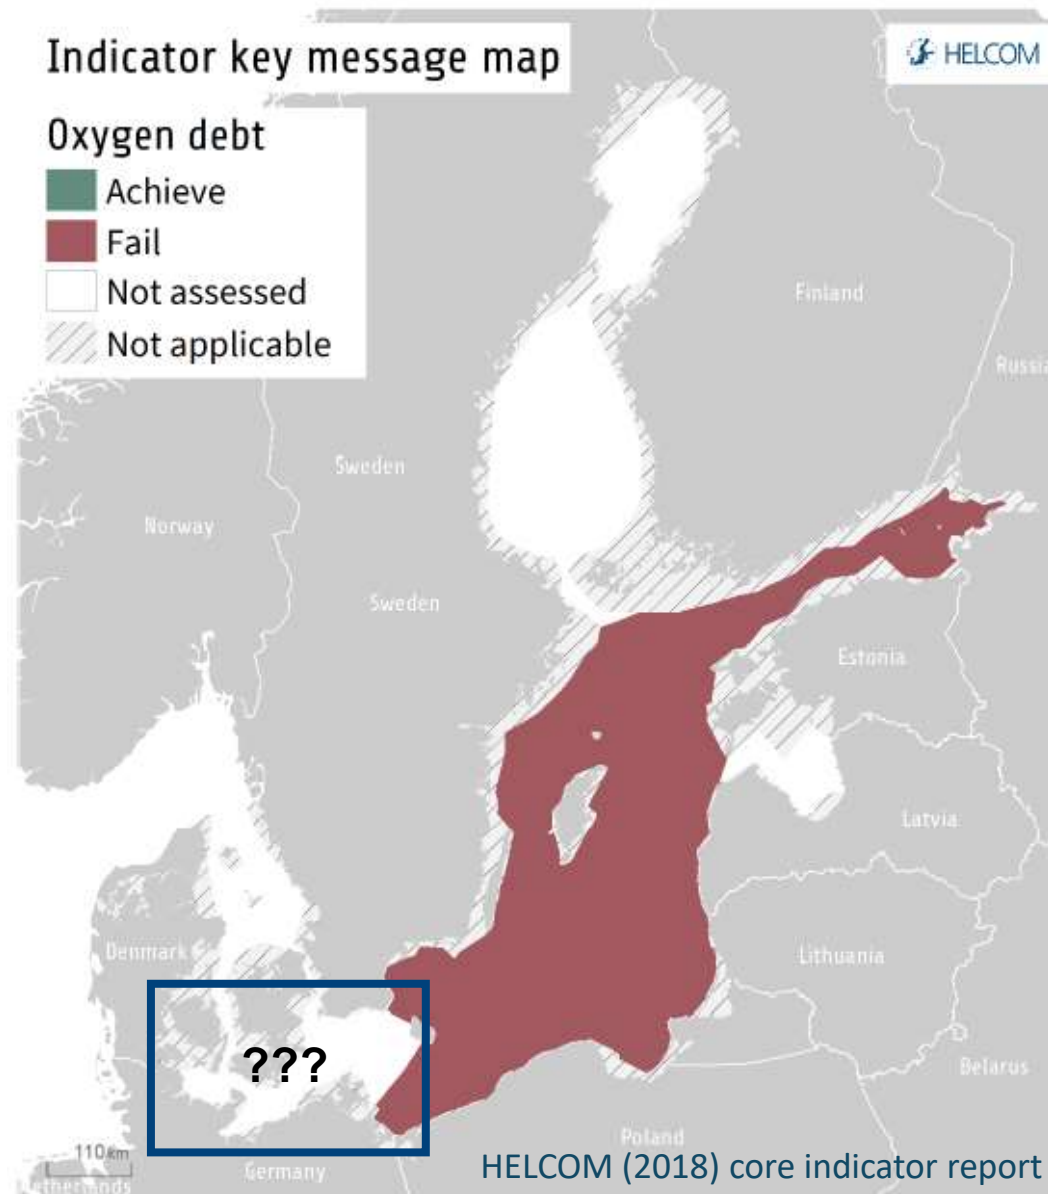 Indicator key message map
HELCOM
Oxygen debt
Achieve
Fail
Not assessed
Not applicable
Finland
Russia
Sweden
Norway
Sweden
Estonia
Latvia
Denmark
Lithuania
???
Belarus
Poland
110 km
Germany
HELCOM (2018) core indicator report
etherlands